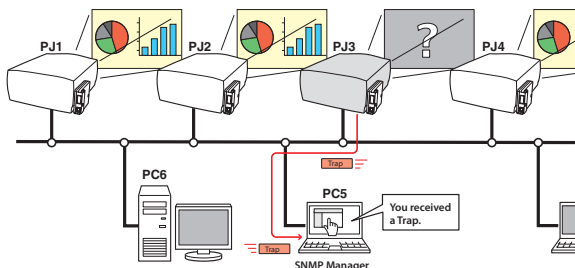 PJ1
PJ2
PJ3
PJ4
?
Trap
PC6
PC5
You received
a Trap.
Trap
SNMP Manager